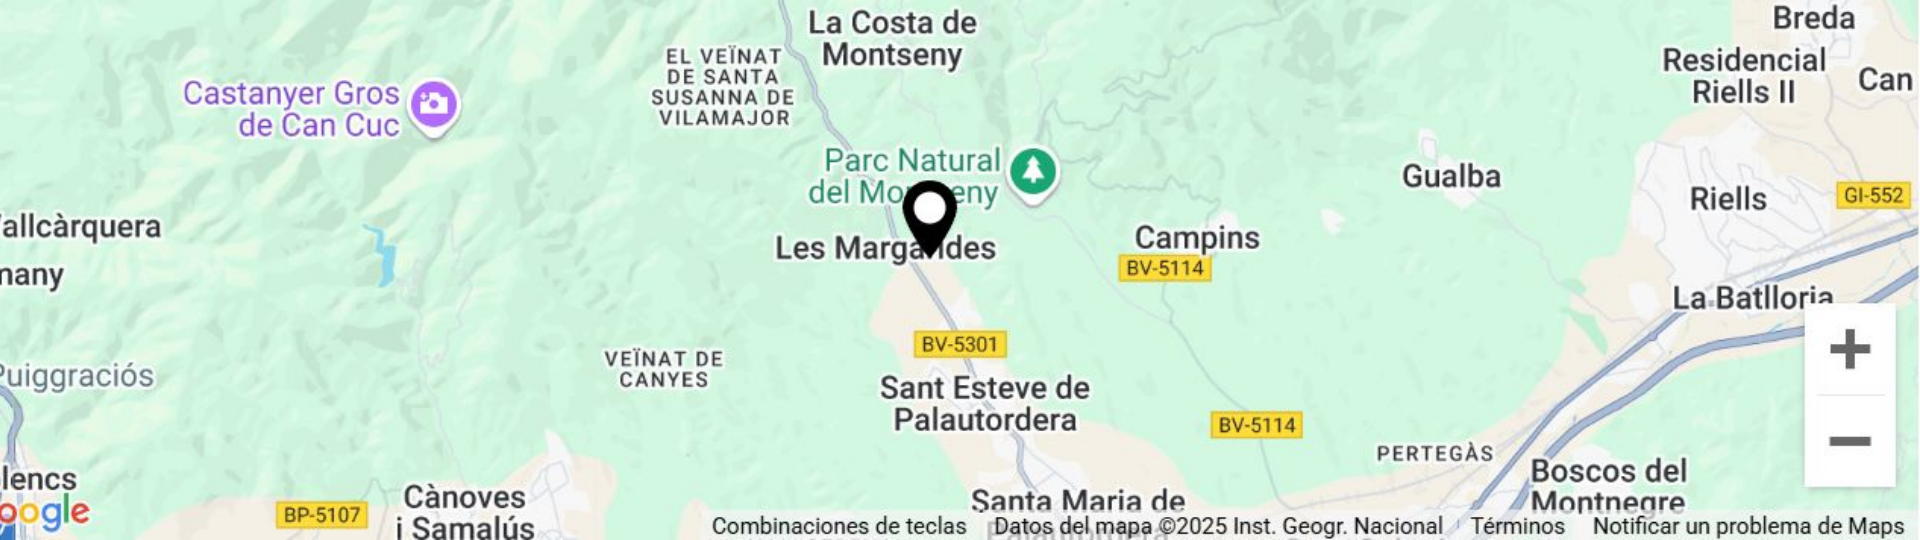 La Costa de
Montseny
Breda
Residencial
Riells II
Can
EL VEÏNAT
DE SANTA
SUSANNA DE
VILAMAJOR
Castanyer Gros
de Can Cuc
Parc Natural
del
Gualba
Riells
GI-552
Campins
BV-5114
Les
many
La Batlloria
BV-5301
VEÏNAT DE
CANYES
Puiggraciós
Sant Esteve de
Palautordera
BV-5114
PERTEGÀS
Boscos del
Montnegre
BP-5107
Cànoves
i Samalús
Santa Maria de
Combinaciones de teclas
Datos del mapa ©2025 Inst. Geogr. Nacional
Términos
Notificar un problema de Maps